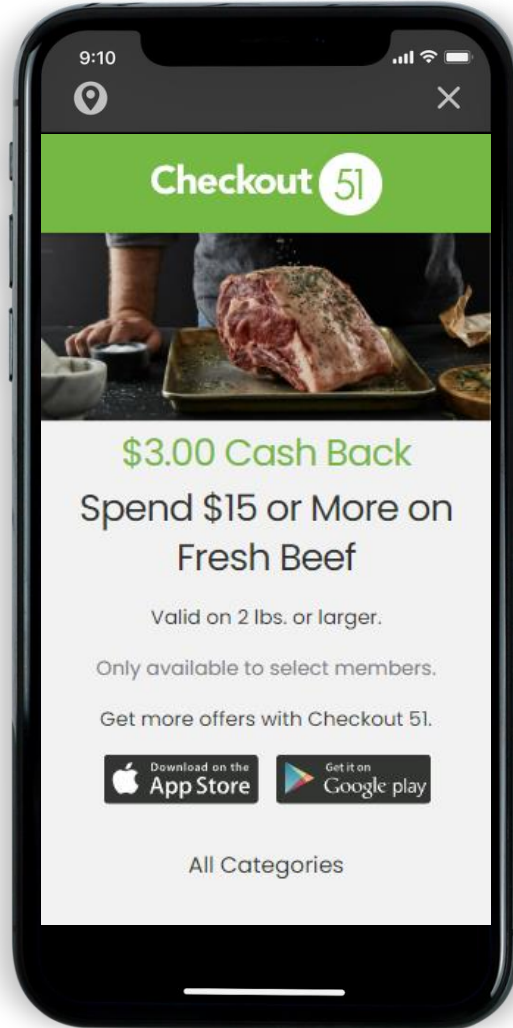 9:10
Checkout 51
$3.00 Cash Back
Spend $15 or More on
Fresh Beef
Valid on 2 lbs. or larger.
Only available to select members.
Get more offers with Checkout 51.
Download on the
App Store
Get it on
Google play
All Categories